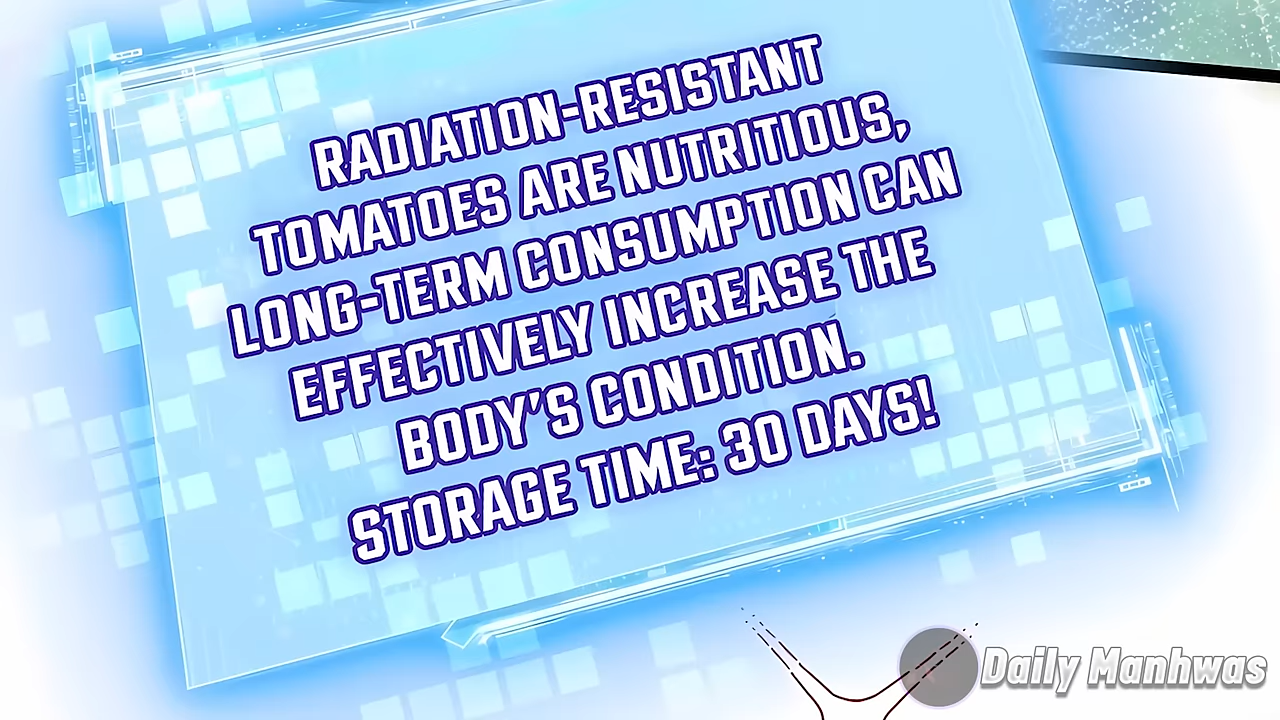 RADIATION-RESISTANT
TOMATOES ARE NUTRITIOUS,
LONG-TERM CONSUMPTION CAN
EFFECTIVELY INCREASE THE
BODY'S CONDITION.
STORAGE TIME: 30 DAYS!
Daily Manhwas